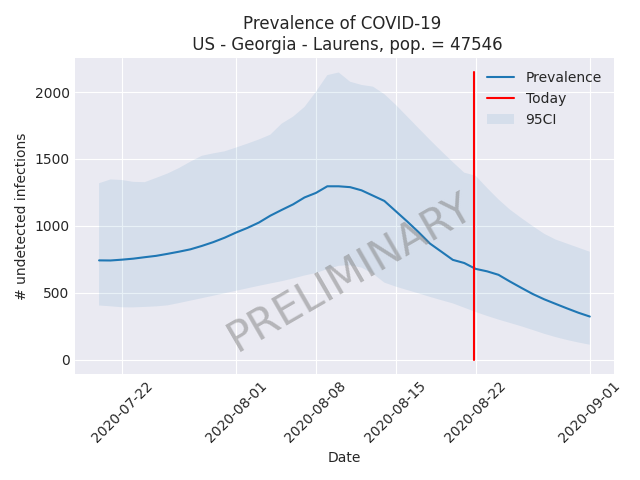 Prevalence of COVID-19
US - Georgia - Laurens, pop. = 47546
Prevalence
Today
95CI
2000
1500
1000
500
0
# undetected infections
PRELIMINARY
2020-07-22
2020-08-01
2020-08-08
2020-08-15
2020-08-22
2020-09-01
Date